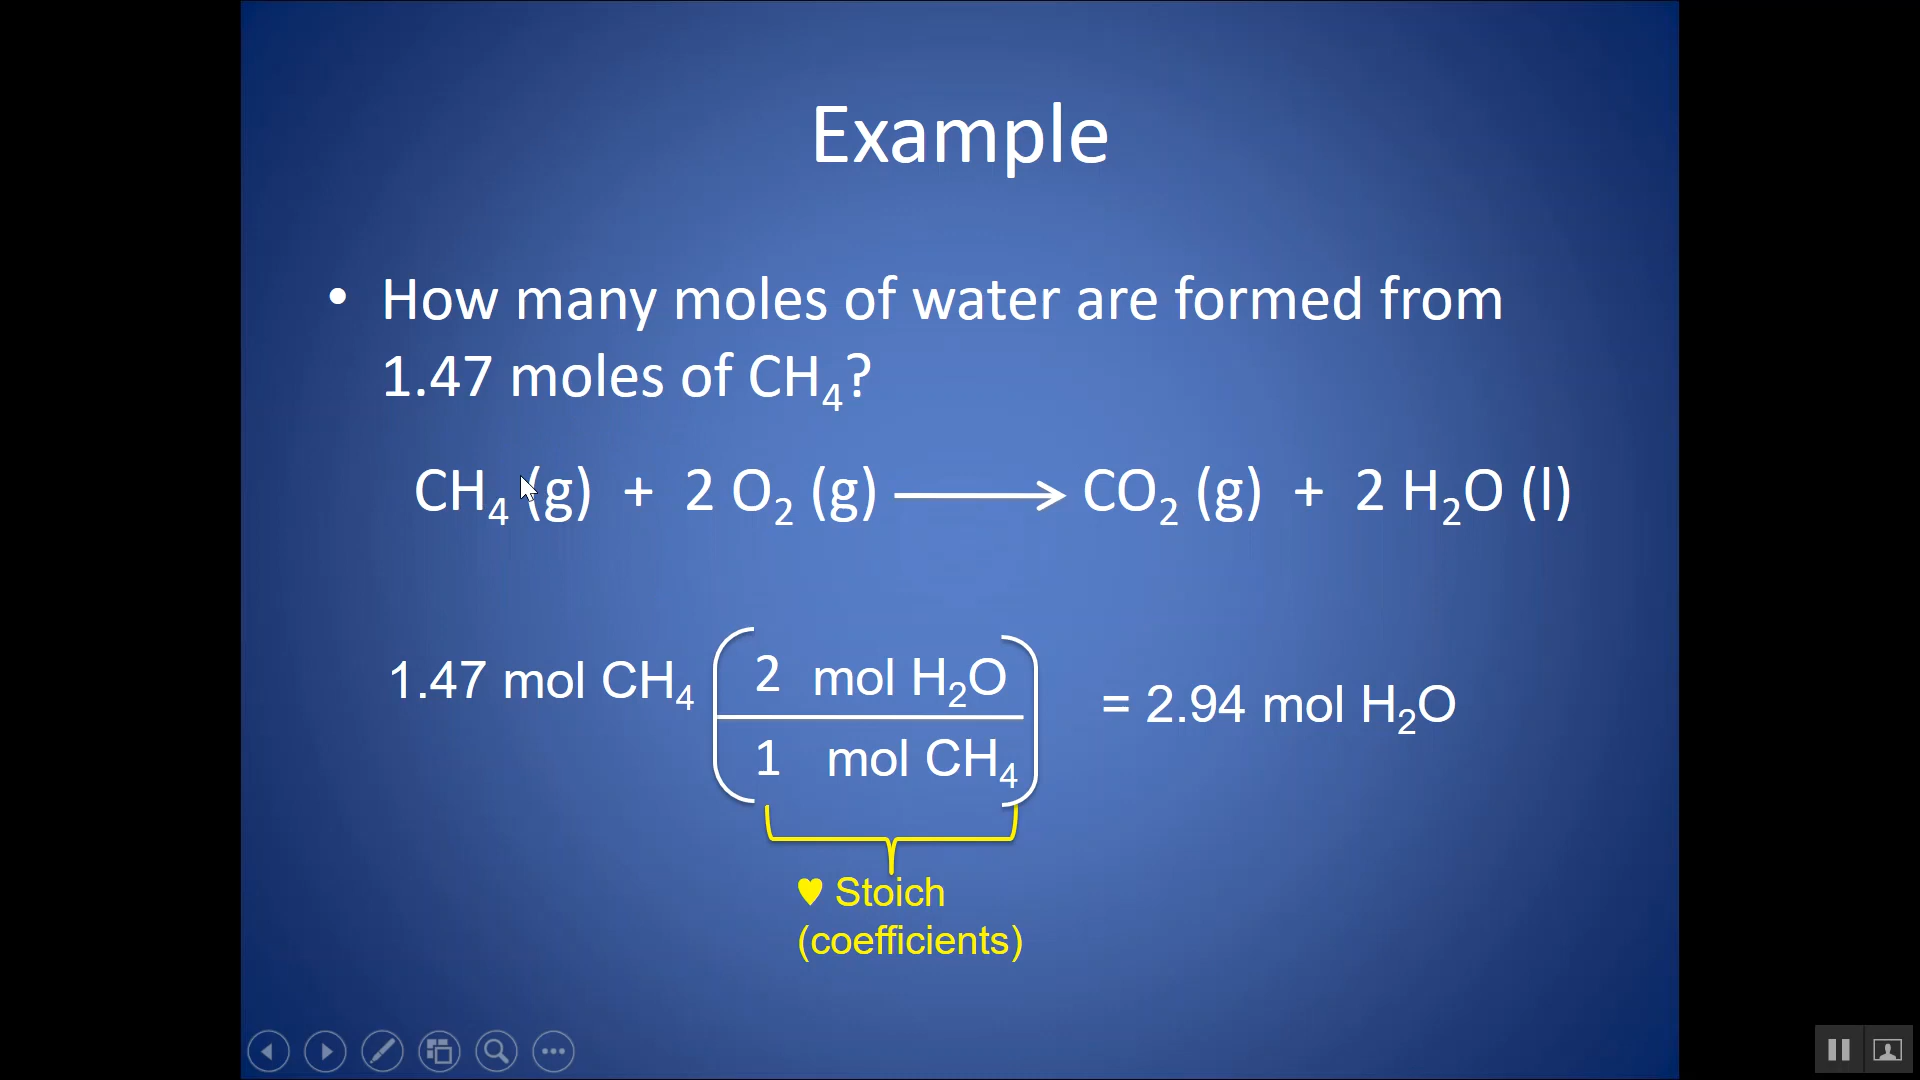 Example
• How many moles of water are formed from
1.47 moles of CH₄?
CH₄ (g) + 2 O₂ (g) ⟶ CO₂ (g) + 2 H₂O (l)
1.47 mol CH₄
2 mol H₂O
1 mol CH₄
= 2.94 mol H₂O
♥ Stoich
(coefficients)